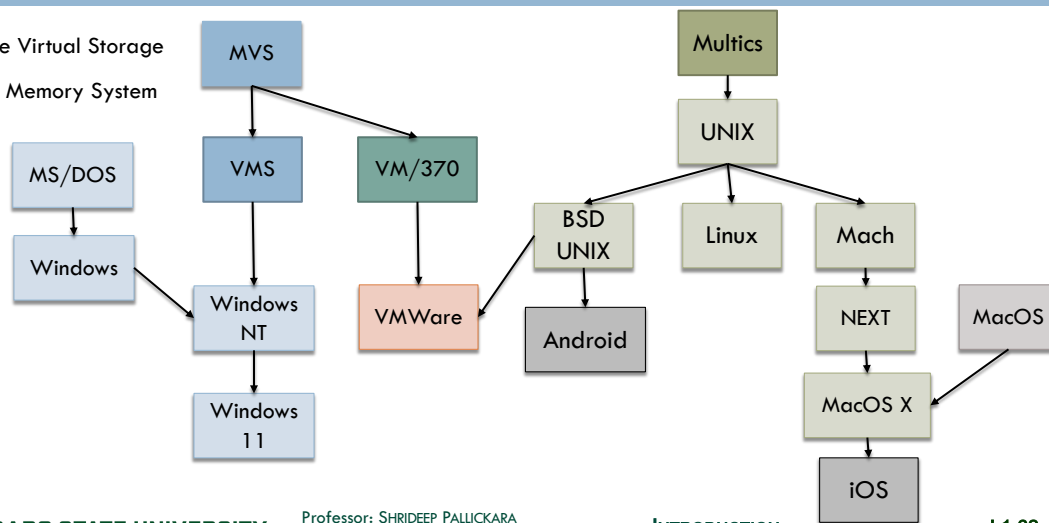 e Virtual Storage
Memory System
MVS
Multics
UNIX
MS/DOS
VMS
VM/370
BSD
UNIX
Linux
Mach
Windows
Windows
NT
VMWare
Android
NEXT
MacOS
Windows
11
MacOS X
iOS
Professor: SHRIDEEP PALLICKARA